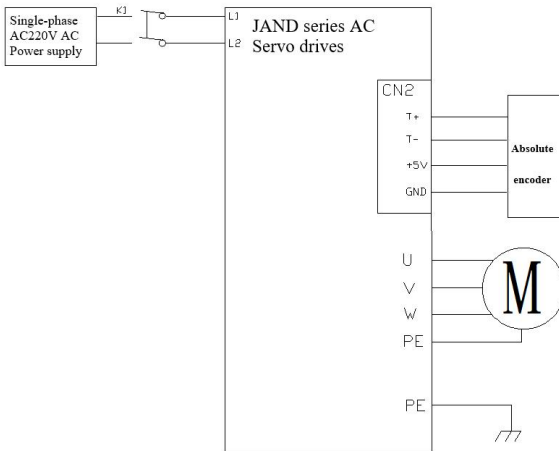 Single-phase
AC220V AC
Power supply
K1
L1
L2
JAND series AC
Servo drives
CN2
T+
T-
+5V
GND
Absolute
encoder
U
V
W
PE
M
PE